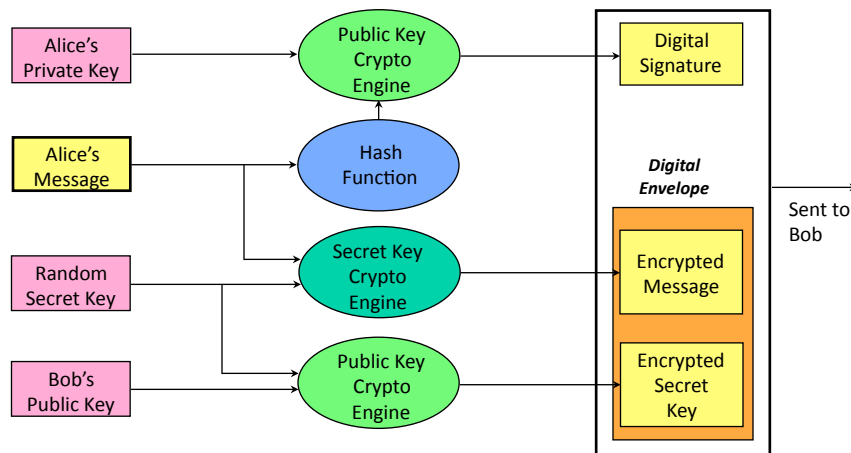 Alice's
Private Key
Public Key
Crypto
Engine
Digital
Signature
Alice's
Message
Hash
Function
Digital
Envelope
Sent to
Bob
Random
Secret Key
Secret Key
Crypto
Engine
Encrypted
Message
Bob's
Public Key
Public Key
Crypto
Engine
Encrypted
Secret
Key